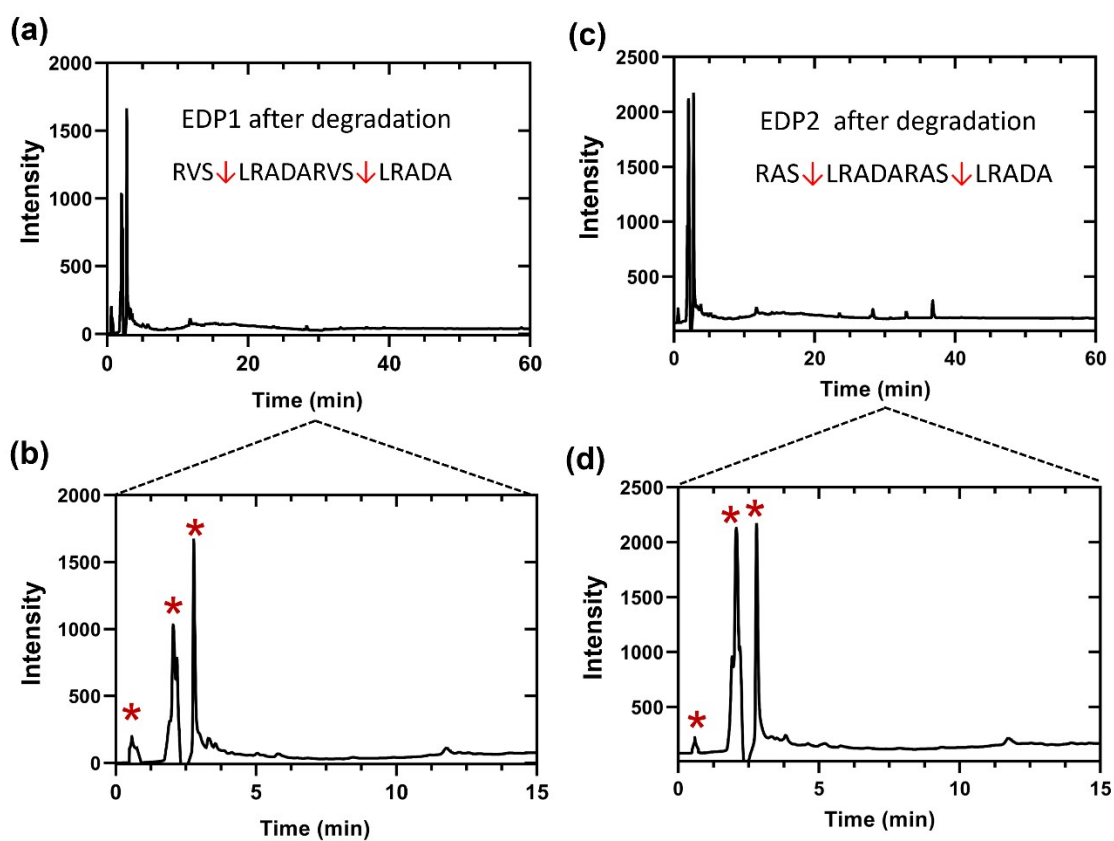 (a)
2000
1500
1000
500
0
Intensity
EDP1 after degradation
RVS↓LRADARVS↓LRADA
0
20
40
60
Time (min)
(c)
2500
2000
1500
1000
500
Intensity
EDP2 after degradation
RAS↓LRADARAS↓LRADA
0
20
40
60
Time (min)
(b)
2000
1500
1000
500
0
Intensity
*
*
*
0
5
10
15
Time (min)
(d)
2500
2000
1500
1000
500
Intensity
*
*
*
0
5
10
15
Time (min)